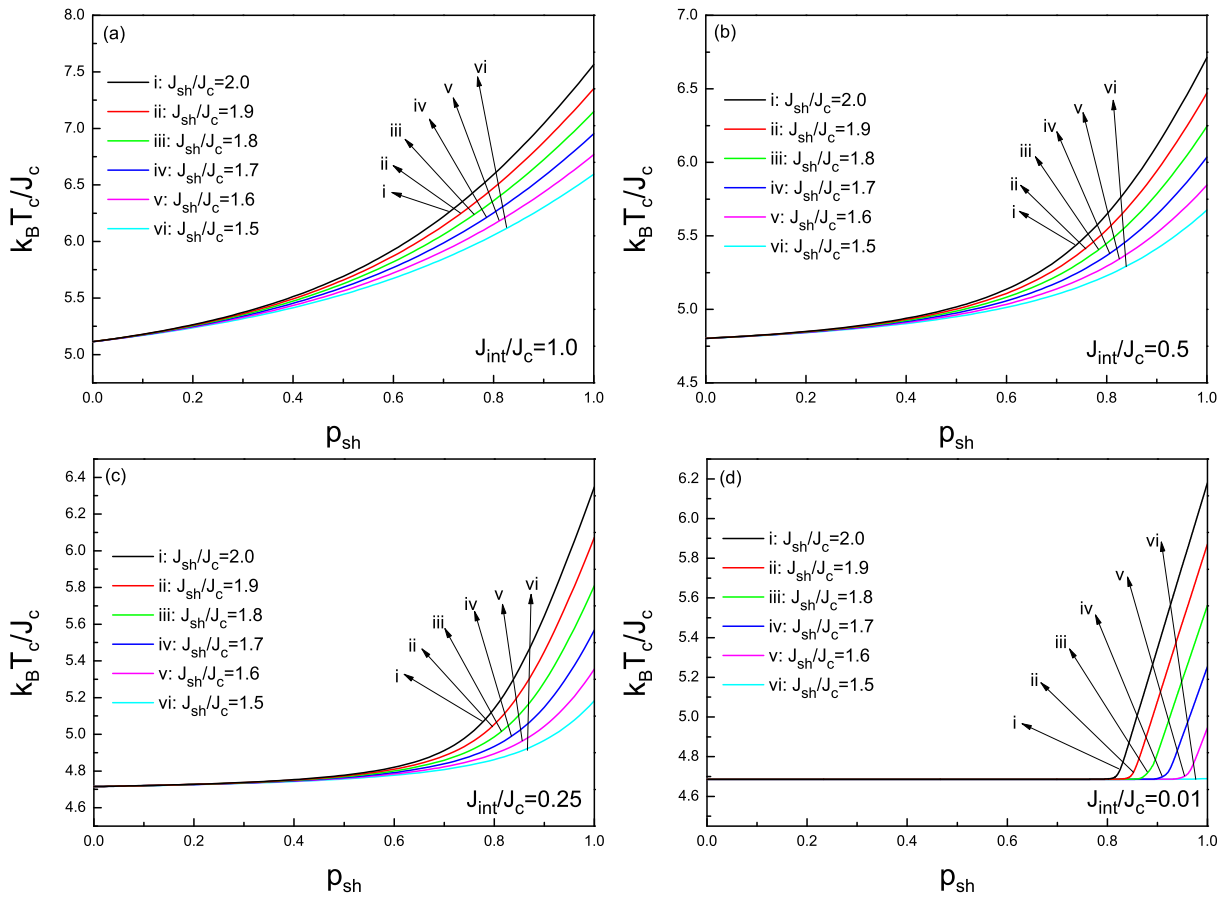 (a)
8.0
7.5
7.0
6.5
6.0
5.5
5.0
k_B T_c/J_c
i: J_sh/J_c=2.0
ii: J_sh/J_c=1.9
iii: J_sh/J_c=1.8
iv: J_sh/J_c=1.7
v: J_sh/J_c=1.6
vi: J_sh/J_c=1.5
vi
v
iv
iii
ii
i
J_int/J_c=1.0
0.0 0.2 0.4 0.6 0.8 1.0
p_sh
(b)
7.0
6.5
6.0
5.5
5.0
4.5
k_B T_c/J_c
i: J_sh/J_c=2.0
ii: J_sh/J_c=1.9
iii: J_sh/J_c=1.8
iv: J_sh/J_c=1.7
v: J_sh/J_c=1.6
vi: J_sh/J_c=1.5
vi
v
iv
iii
ii
i
J_int/J_c=0.5
0.0 0.2 0.4 0.6 0.8 1.0
p_sh
(c)
6.4
6.2
6.0
5.8
5.6
5.4
5.2
5.0
4.8
4.6
k_B T_c/J_c
i: J_sh/J_c=2.0
ii: J_sh/J_c=1.9
iii: J_sh/J_c=1.8
iv: J_sh/J_c=1.7
v: J_sh/J_c=1.6
vi: J_sh/J_c=1.5
vi
v
iv
iii
ii
i
J_int/J_c=0.25
0.0 0.2 0.4 0.6 0.8 1.0
p_sh
(d)
6.2
6.0
5.8
5.6
5.4
5.2
5.0
4.8
4.6
k_B T_c/J_c
i: J_sh/J_c=2.0
ii: J_sh/J_c=1.9
iii: J_sh/J_c=1.8
iv: J_sh/J_c=1.7
v: J_sh/J_c=1.6
vi: J_sh/J_c=1.5
vi
v
iv
iii
ii
i
J_int/J_c=0.01
0.0 0.2 0.4 0.6 0.8 1.0
p_sh